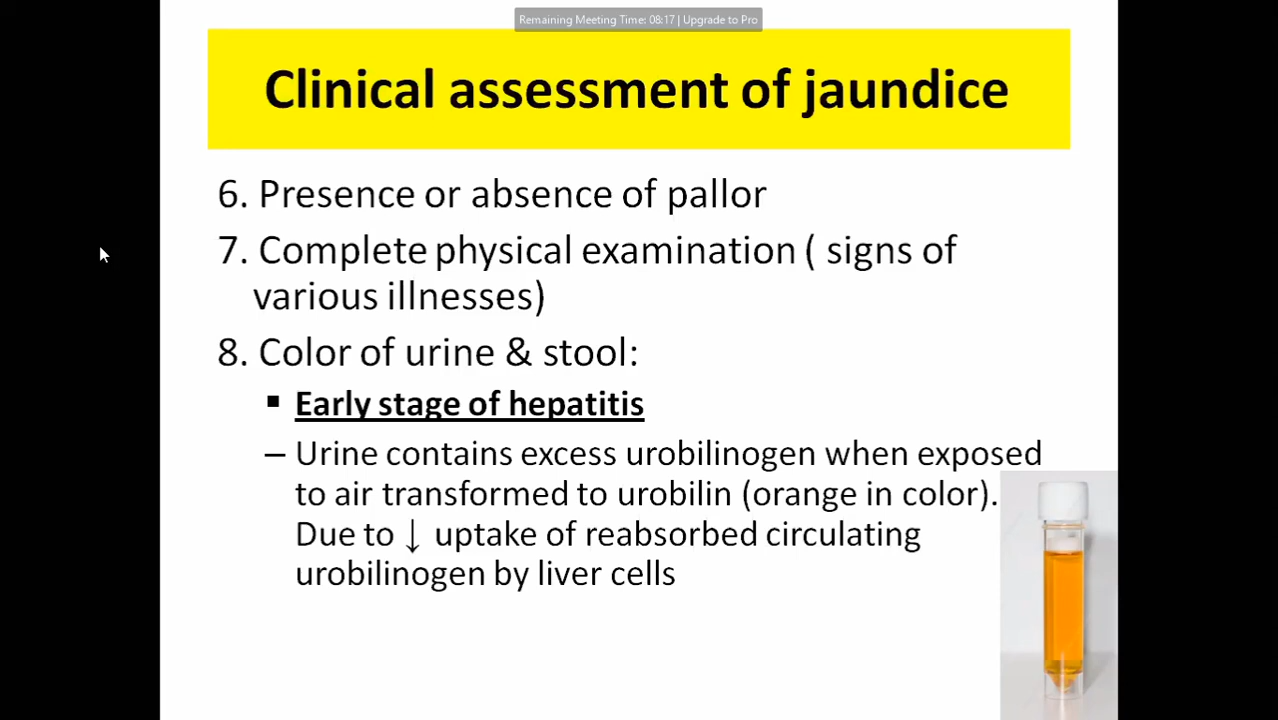 Remaining Meeting Time: 08:17 | Upgrade to Pro
Clinical assessment of jaundice
6. Presence or absence of pallor
7. Complete physical examination ( signs of
various illnesses)
8. Color of urine & stool:
▪ Early stage of hepatitis
– Urine contains excess urobilinogen when exposed
to air transformed to urobilin (orange in color).
Due to ↓ uptake of reabsorbed circulating
urobilinogen by liver cells